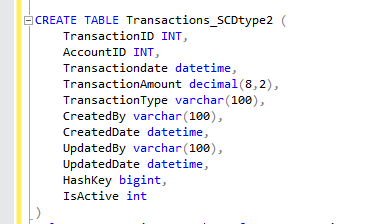 CREATE TABLE Transactions_SCDtype2 (
TransactionID INT,
AccountID INT,
Transactiondate datetime,
TransactionAmount decimal(8,2),
TransactionType varchar(100),
CreatedBy varchar(100),
CreatedDate datetime,
UpdatedBy varchar(100),
UpdatedDate datetime,
HashKey bigint,
IsActive int
)